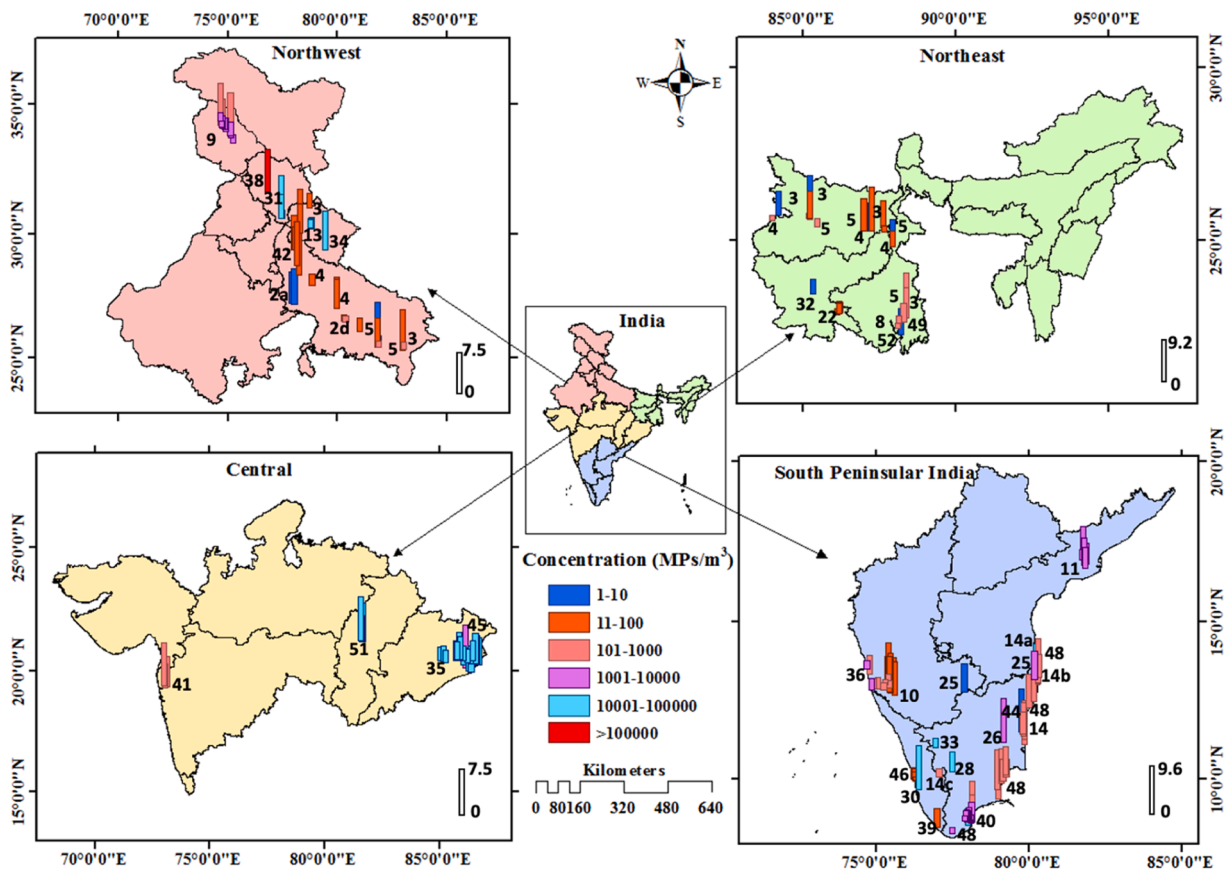 70°0'0"E 75°0'0"E 80°0'0"E 85°0'0"E
85°0'0"E 90°0'0"E 95°0'0"E
Northwest
N
W E
S
Northeast
35°0'0"N
30°0'0"N
25°0'0"N
30°0'0"N
25°0'0"N
9
38
31
3
13
34
42
4
2a
4
2d
5
5
3
7.5
0
3
3
4
5
5
3
4
5
4
32
22
5
3
8
49
52
9.2
0
India
Central
South Peninsular India
25°0'0"N
20°0'0"N
15°0'0"N
20°0'0"N
15°0'0"N
10°0'0"N
45
51
35
41
7.5
0
Concentration (MPs/m³)
1-10
11-100
101-1000
1001-10000
10001-100000
>100000
Kilometers
0 80160 320 480 640
11
14a
48
25
14b
36
10
25
48
44
14
26
33
28
46
14c
30
48
39
40
48
9.6
0
70°0'0"E 75°0'0"E 80°0'0"E 85°0'0"E
75°0'0"E 80°0'0"E 85°0'0"E